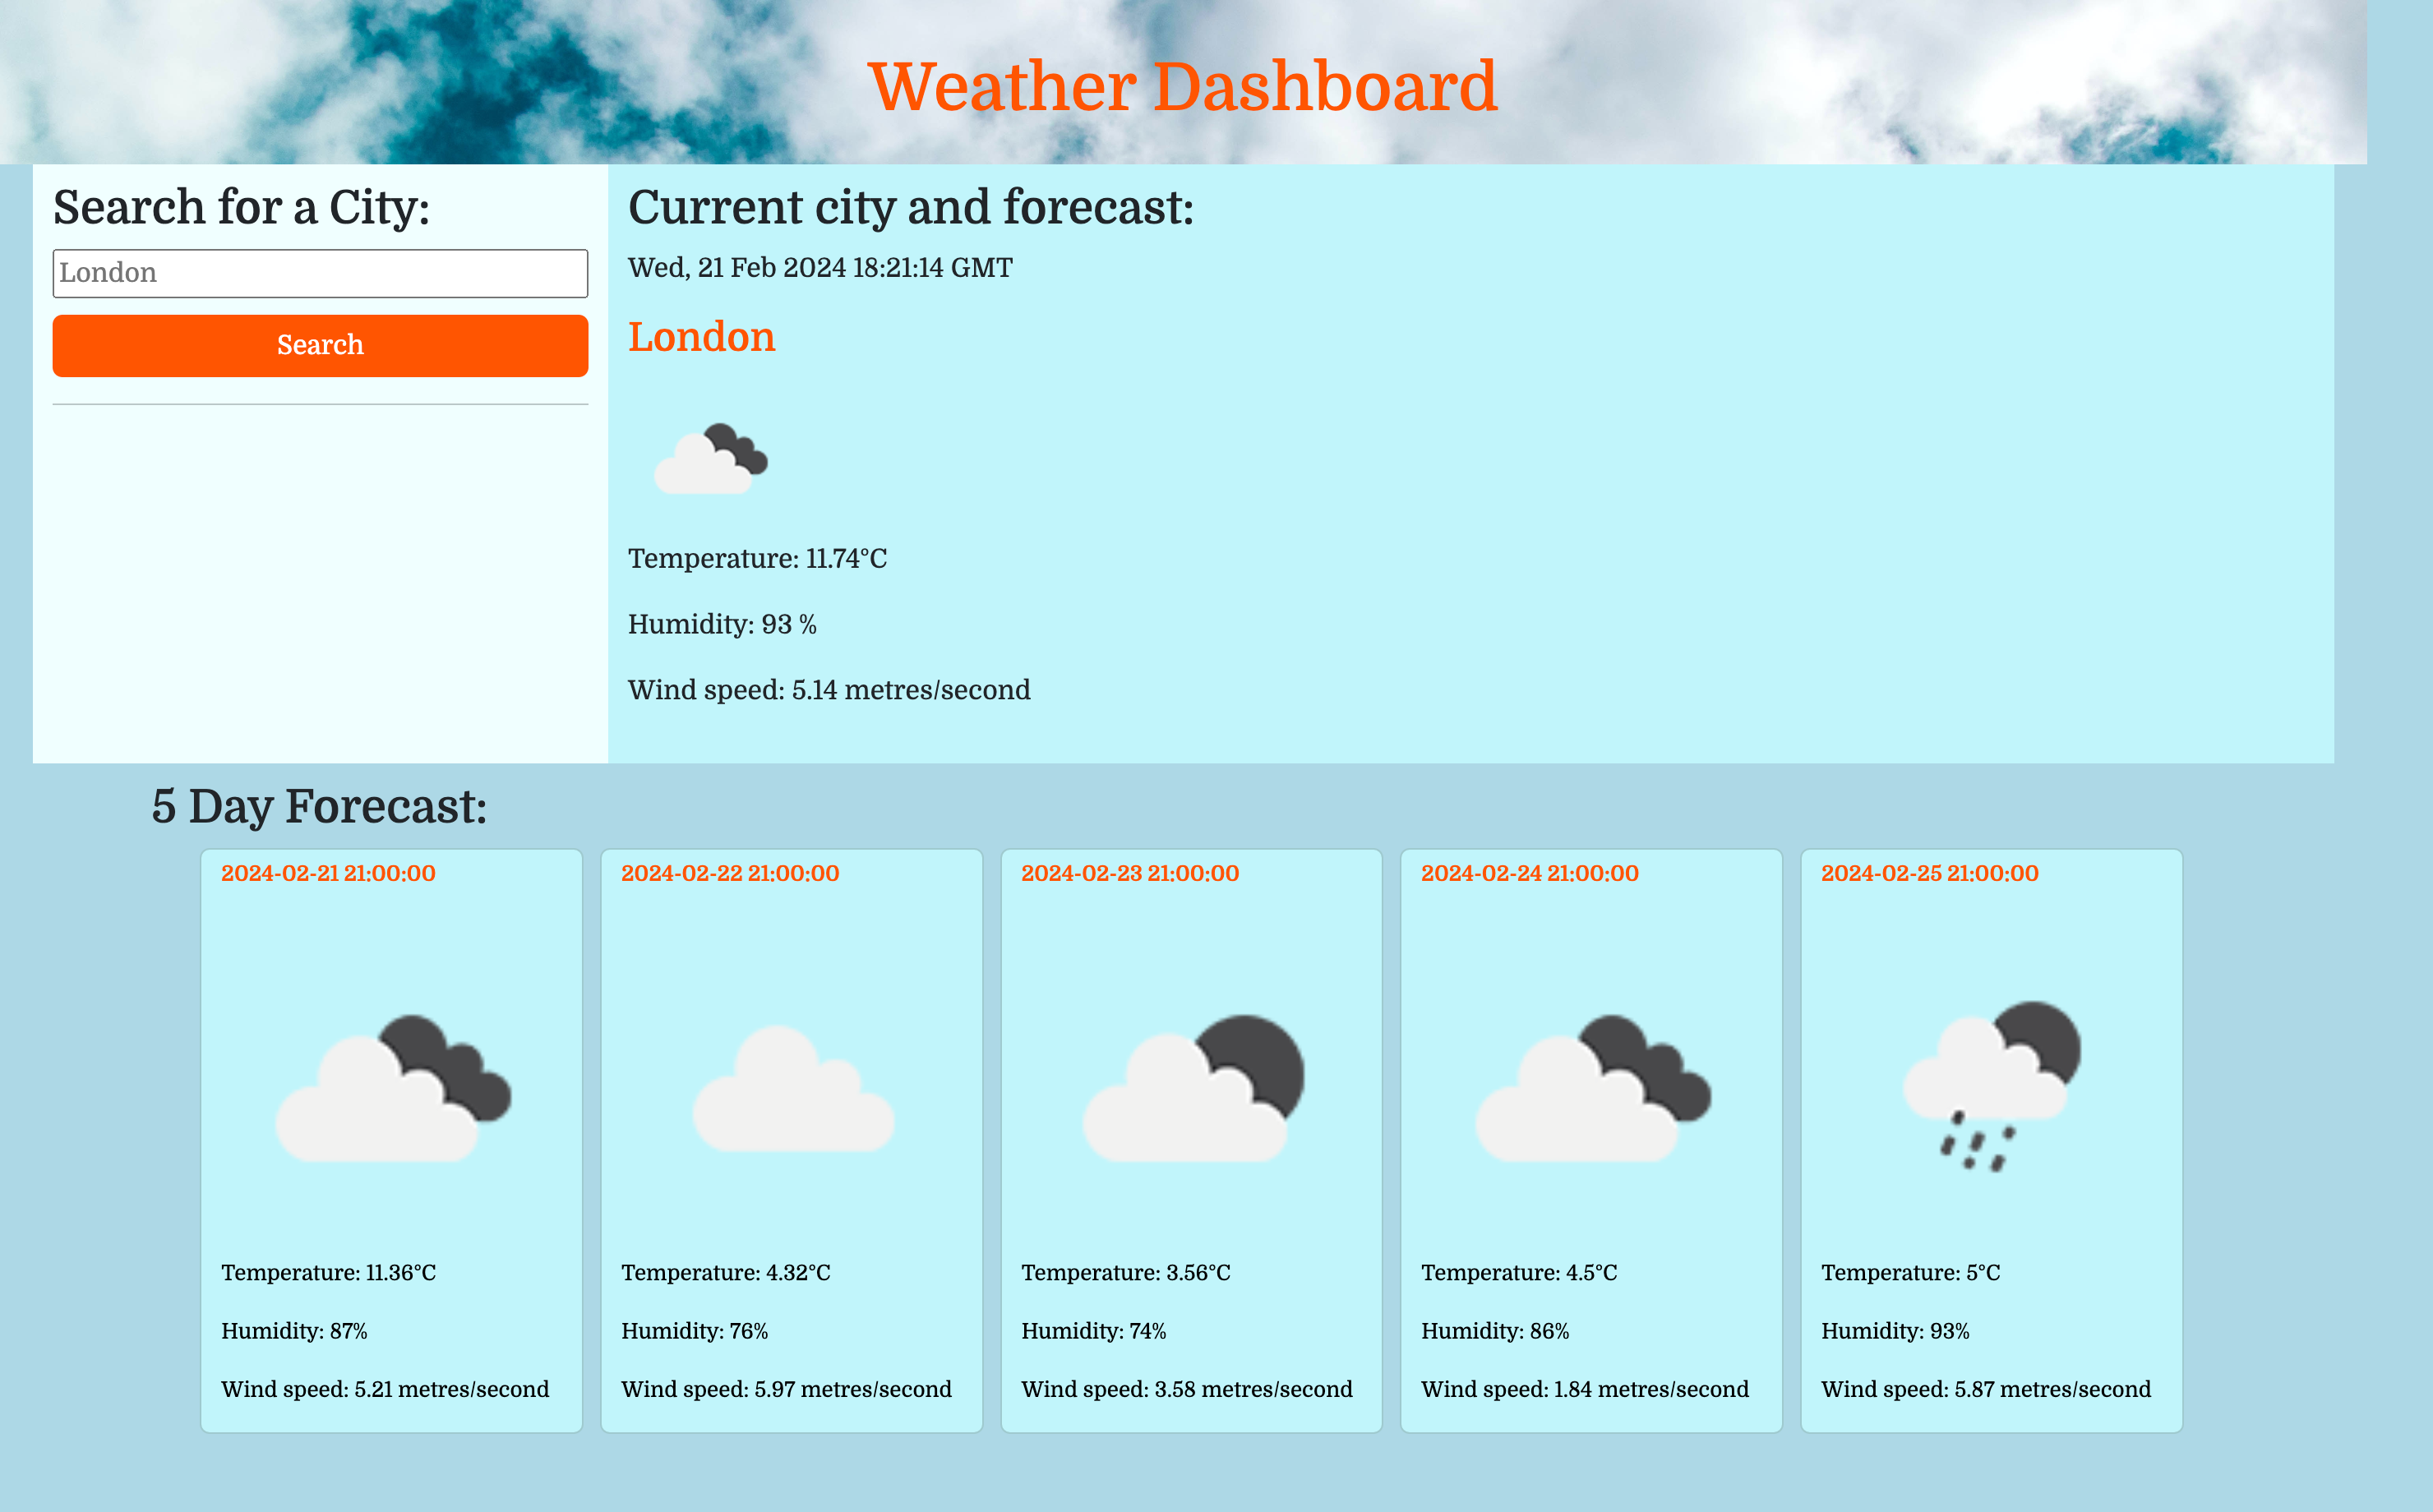 Weather Dashboard
Search for a City:
London
Search
Current city and forecast:
Wed, 21 Feb 2024 18:21:14 GMT
London
Temperature: 11.74°C
Humidity: 93 %
Wind speed: 5.14 metres/second
5 Day Forecast:
2024-02-21 21:00:00
Temperature: 11.36°C
Humidity: 87%
Wind speed: 5.21 metres/second
2024-02-22 21:00:00
Temperature: 4.32°C
Humidity: 76%
Wind speed: 5.97 metres/second
2024-02-23 21:00:00
Temperature: 3.56°C
Humidity: 74%
Wind speed: 3.58 metres/second
2024-02-24 21:00:00
Temperature: 4.5°C
Humidity: 86%
Wind speed: 1.84 metres/second
2024-02-25 21:00:00
Temperature: 5°C
Humidity: 93%
Wind speed: 5.87 metres/second